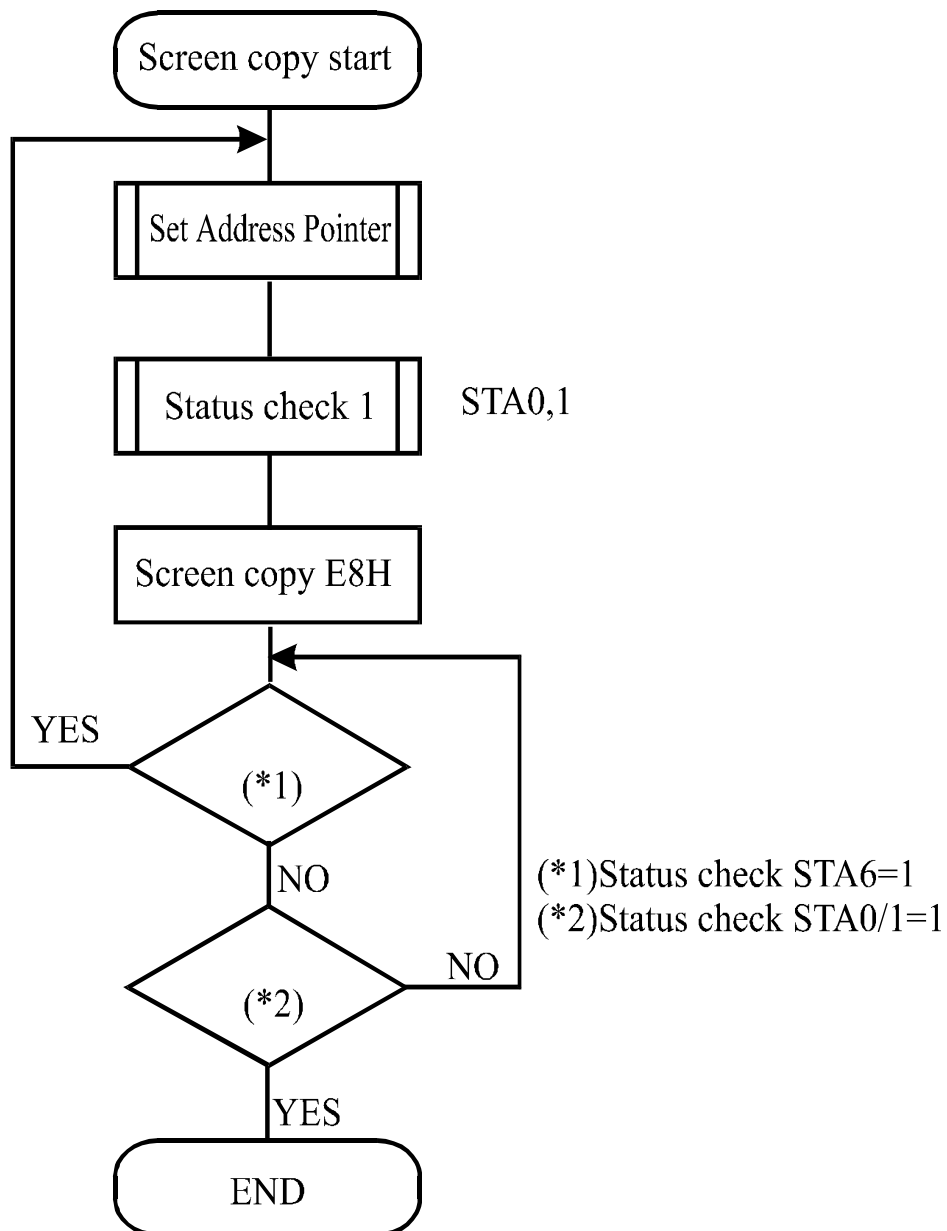 Screen copy start
Set Address Pointer
Status check 1
STA0,1
Screen copy E8H
YES
(*1)
NO
(*1)Status check STA6=1
(*2)Status check STA0/1=1
NO
(*2)
YES
END